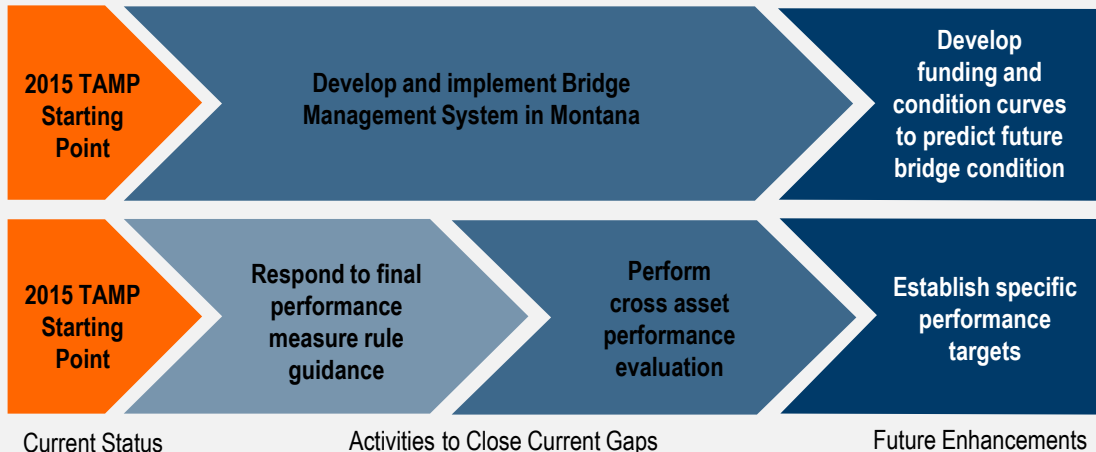 2015 TAMP
Starting
Point
Develop and implement Bridge
Management System in Montana
Develop
funding and
condition curves
to predict future
bridge condition
2015 TAMP
Starting
Point
Respond to final
performance
measure rule
guidance
Perform
cross asset
performance
evaluation
Establish specific
performance
targets
Current Status
Activities to Close Current Gaps
Future Enhancements